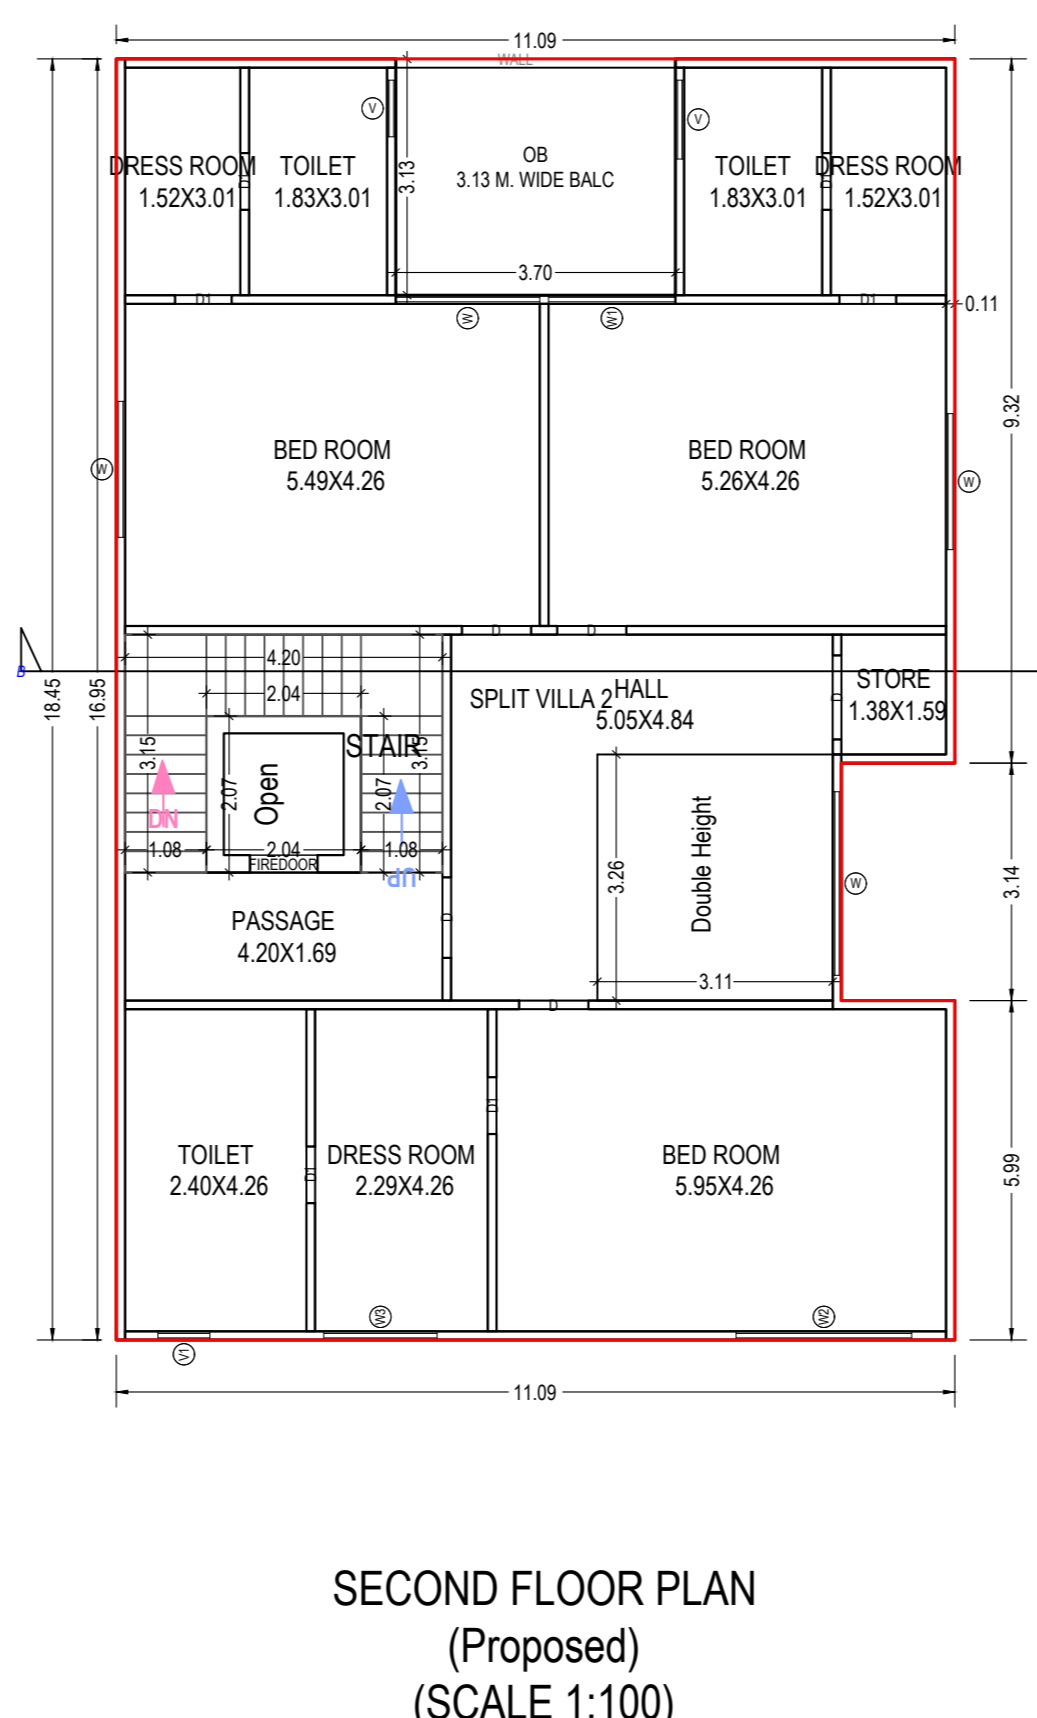 11.09
WALL
V
V
DRESS ROOM
1.52X3.01
D1
TOILET
1.83X3.01
3.13
OB
3.13 M. WIDE BALC
TOILET
1.83X3.01
D1
DRESS ROOM
1.52X3.01
3.70
D1
D1
W
W1
0.11
9.32
BED ROOM
5.49X4.26
BED ROOM
5.26X4.26
W
W
D
D
B
18.45
16.95
4.20
2.04
SPLIT VILLA 2
HALL
5.05X4.84
STORE
1.38X1.59
D
3.15
STAIR
3.15
2.07
Open
2.07
DN
1.08
2.04
1.08
FIREDOOR
UP
3.26
Double Height
W
3.14
PASSAGE
4.20X1.69
D
3.11
D
TOILET
2.40X4.26
D1
DRESS ROOM
2.29X4.26
D1
BED ROOM
5.95X4.26
5.99
W3
W2
V1
11.09
SECOND FLOOR PLAN
(Proposed)
(SCALE 1:100)